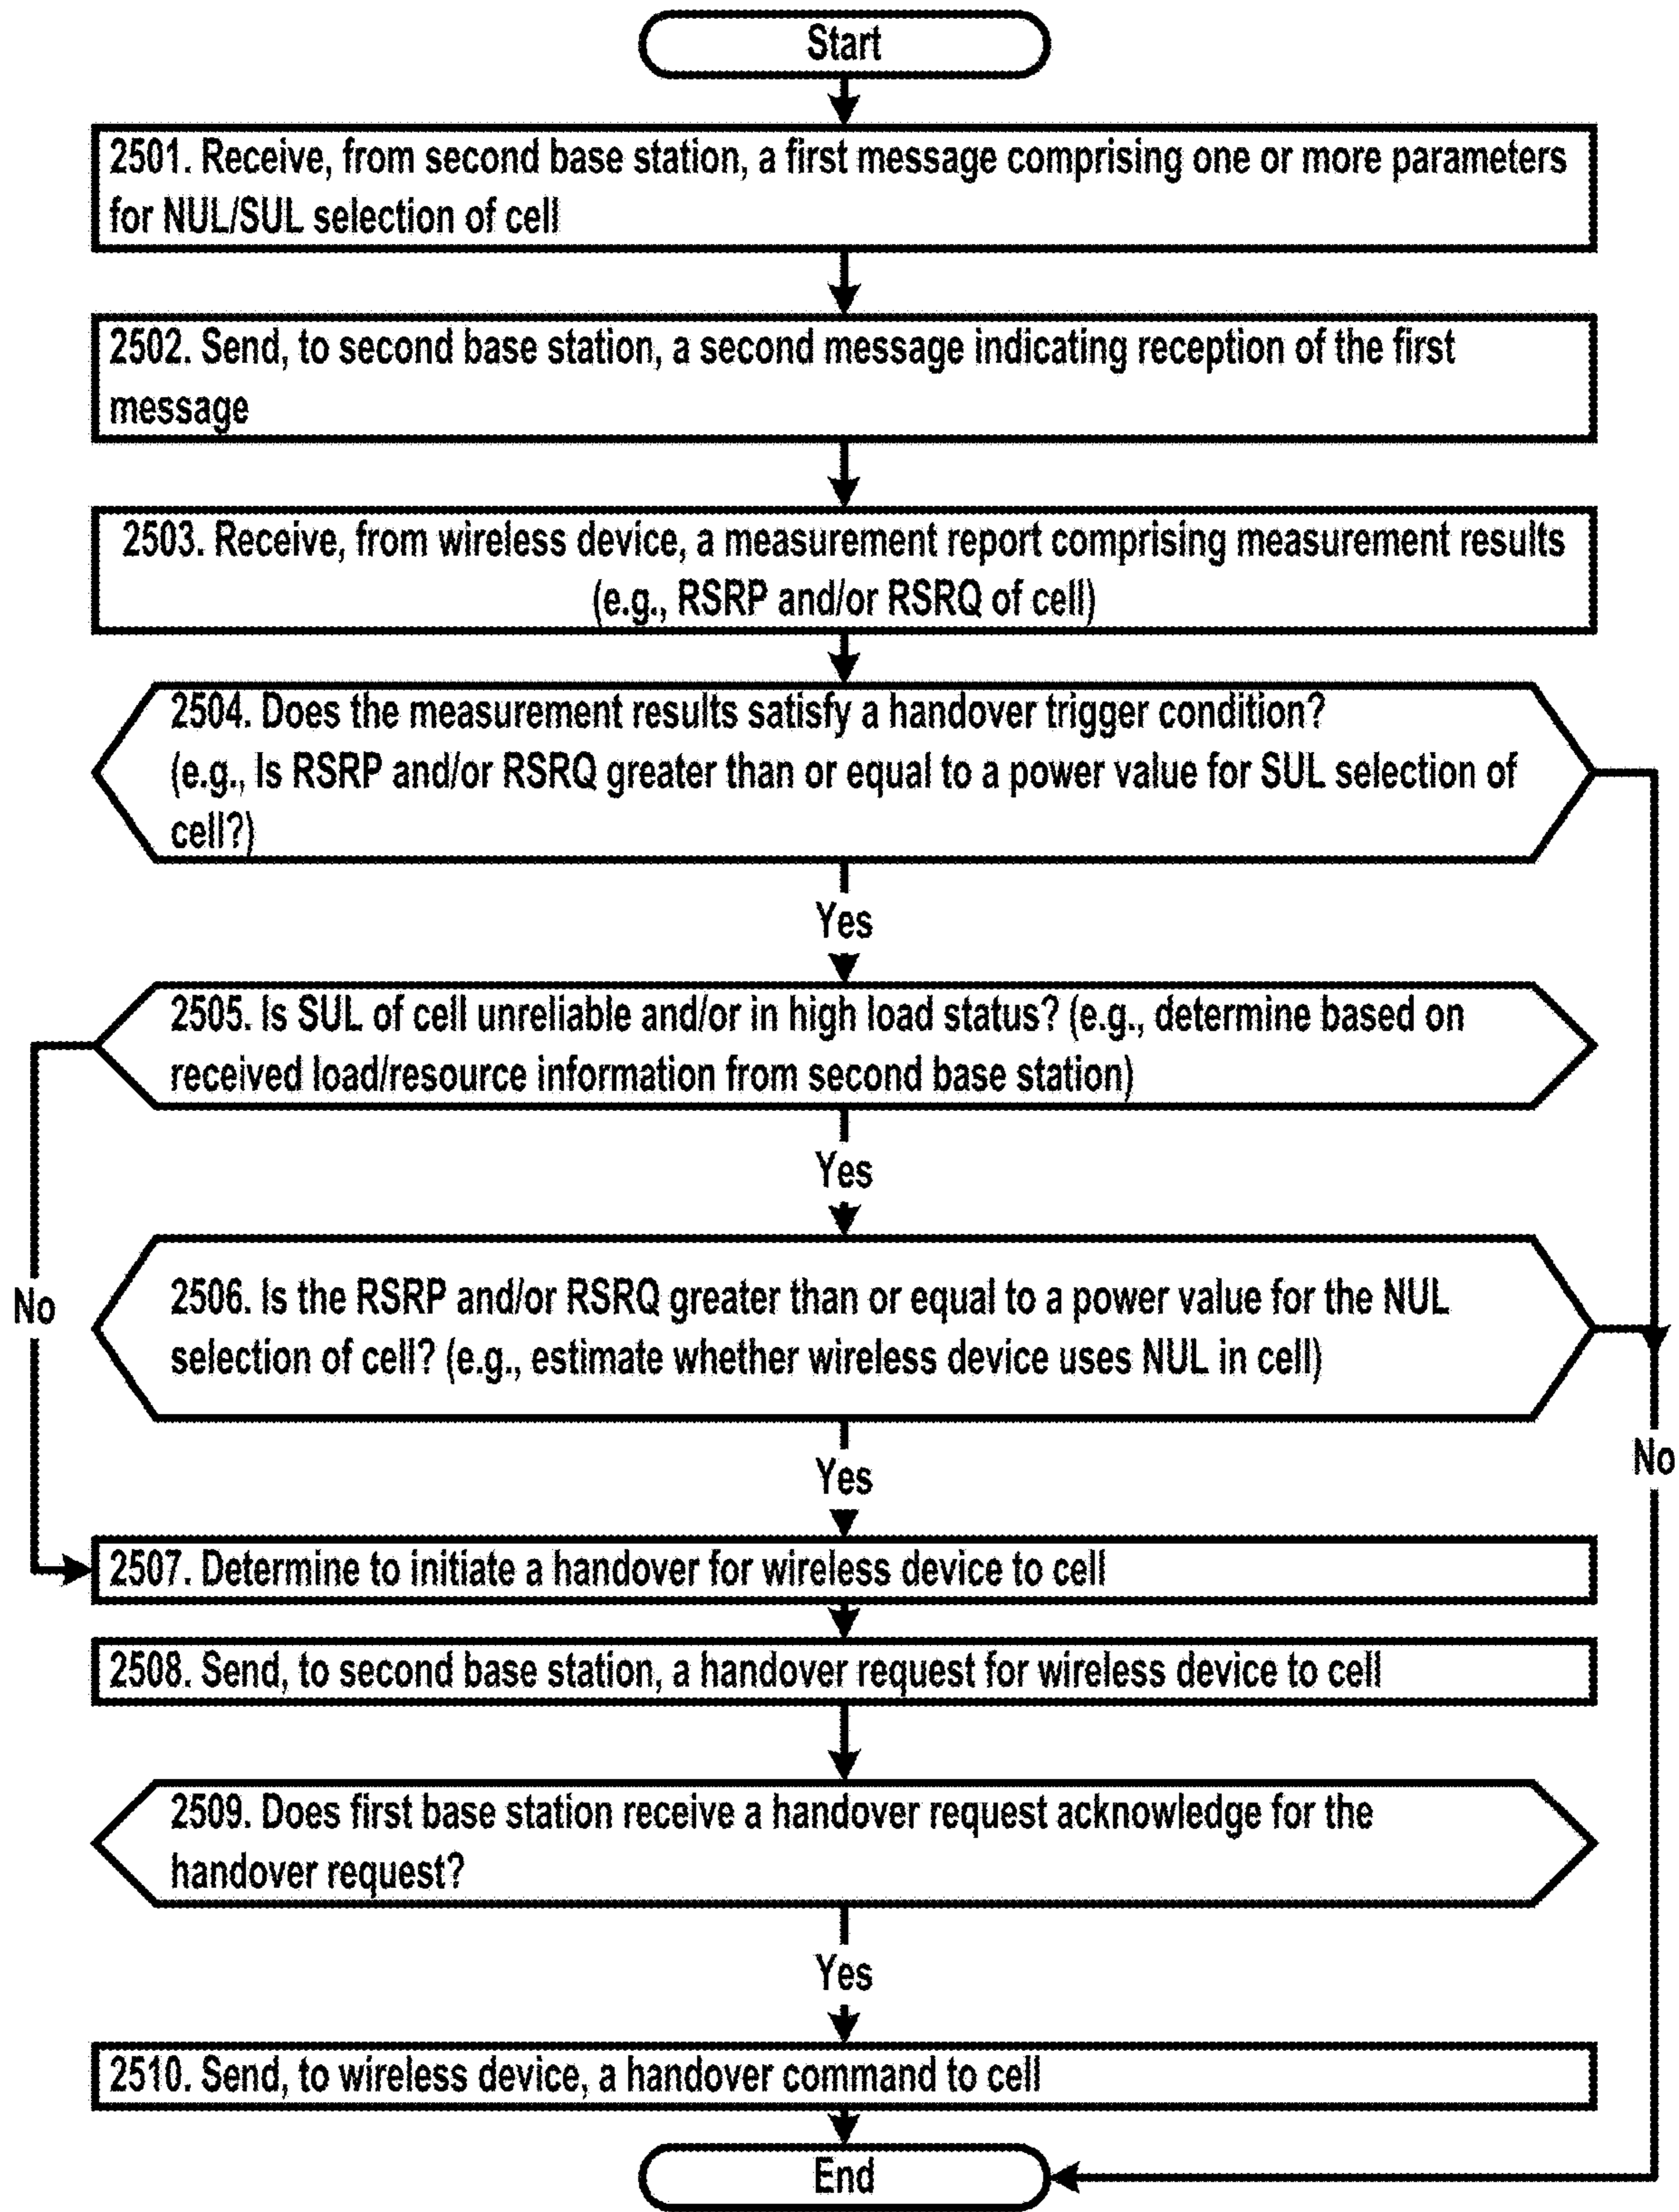 Start
2501. Receive, from second base station, a first message comprising one or more parameters
for NUL/SUL selection of cell
2502. Send, to second base station, a second message indicating reception of the first
message
2503. Receive, from wireless device, a measurement report comprising measurement results
(e.g., RSRP and/or RSRQ of cell)
2504. Does the measurement results satisfy a handover trigger condition?
(e.g., Is RSRP and/or RSRQ greater than or equal to a power value for SUL selection of
cell?)
Yes
2505. Is SUL of cell unreliable and/or in high load status? (e.g., determine based on
received load/resource information from second base station)
Yes
No
2506. Is the RSRP and/or RSRQ greater than or equal to a power value for the NUL
selection of cell? (e.g., estimate whether wireless device uses NUL in cell)
No
Yes
2507. Determine to initiate a handover for wireless device to cell
2508. Send, to second base station, a handover request for wireless device to cell
2509. Does first base station receive a handover request acknowledge for the
handover request?
Yes
2510. Send, to wireless device, a handover command to cell
End